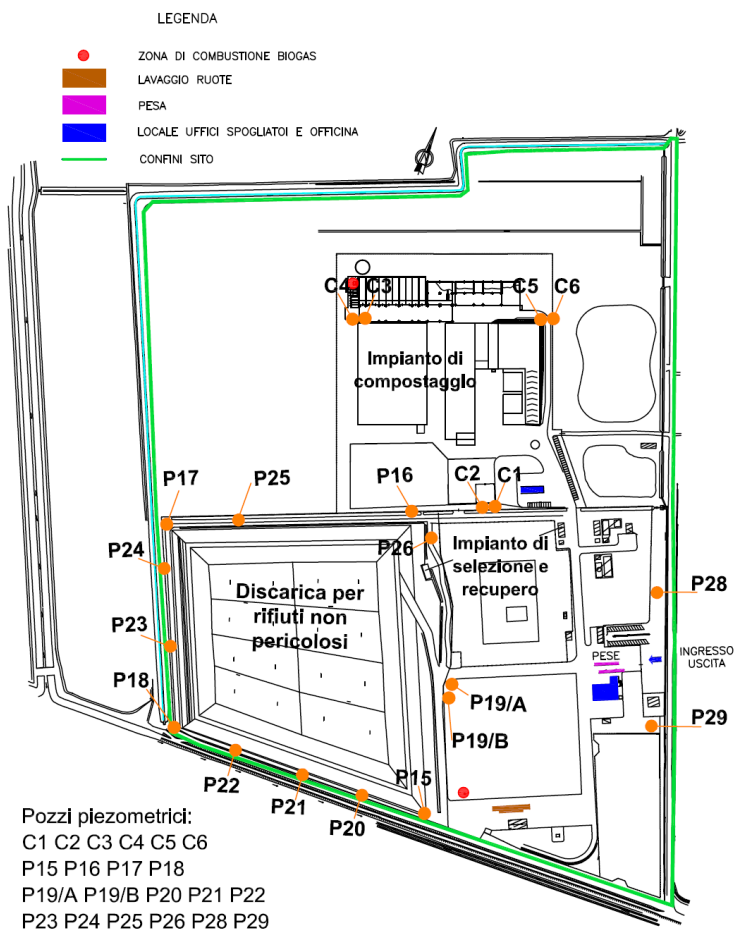 LEGENDA
ZONA DI COMBUSTIONE BIOGAS
LAVAGGIO RUOTE
PESA
LOCALE UFFICI SPOGLIATOI E OFFICINA
CONFINI SITO
C4
C3
C5
C6
Impianto di
compostaggio
P17
P25
P16
C2
C1
P24
P26
Impianto di
selezione e
recupero
Discarica per
rifiuti non
pericolosi
P28
P23
PESE
INGRESSO
USCITA
P18
P19/A
P29
P19/B
P22
P21
P20
P15
Pozzi piezometrici:
C1 C2 C3 C4 C5 C6
P15 P16 P17 P18
P19/A P19/B P20 P21 P22
P23 P24 P25 P26 P28 P29